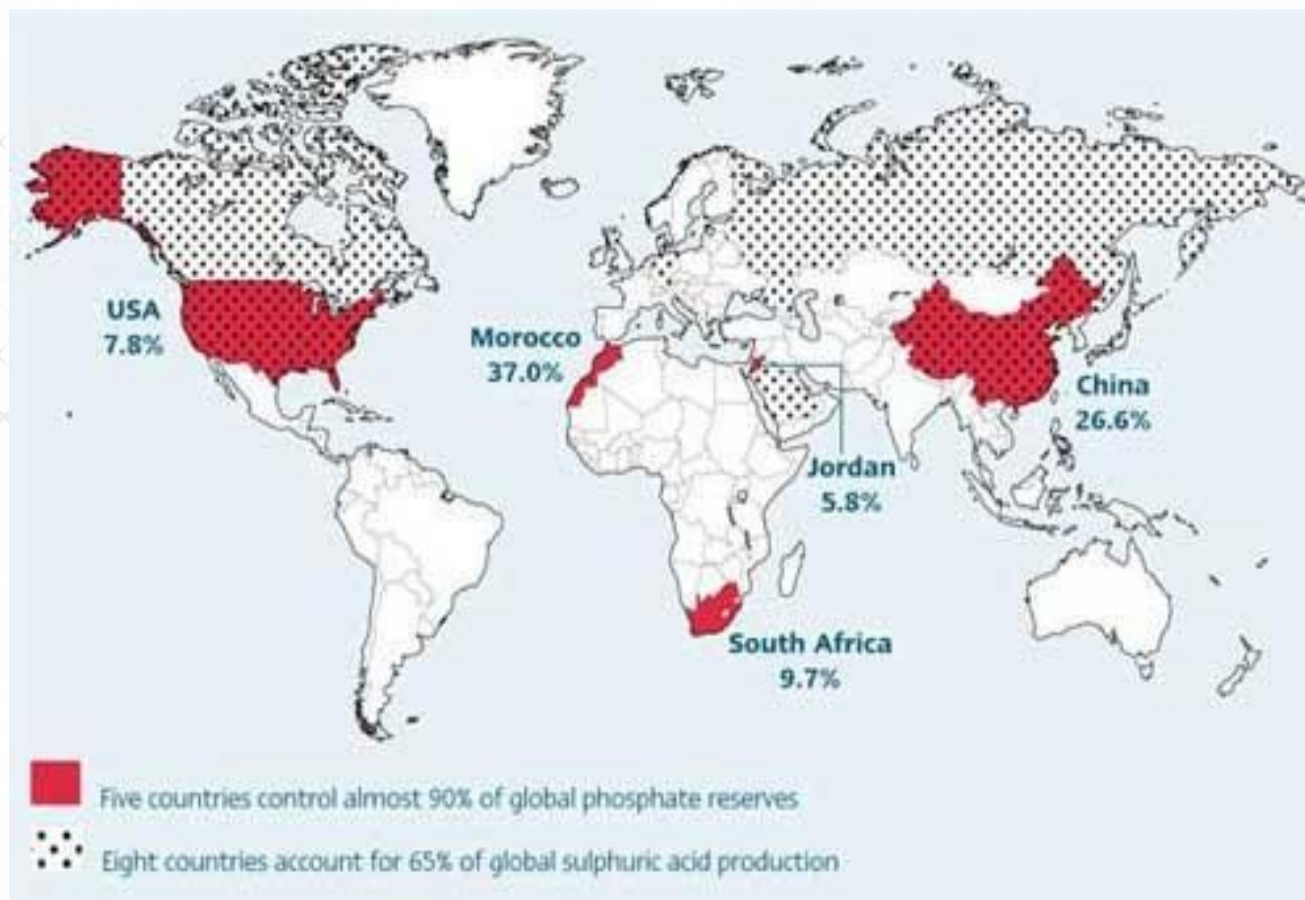 USA
7.8%
Morocco
37.0%
China
26.6%
Jordan
5.8%
South Africa
9.7%
Five countries control almost 90% of global phosphate reserves
Eight countries account for 65% of global sulphuric acid production